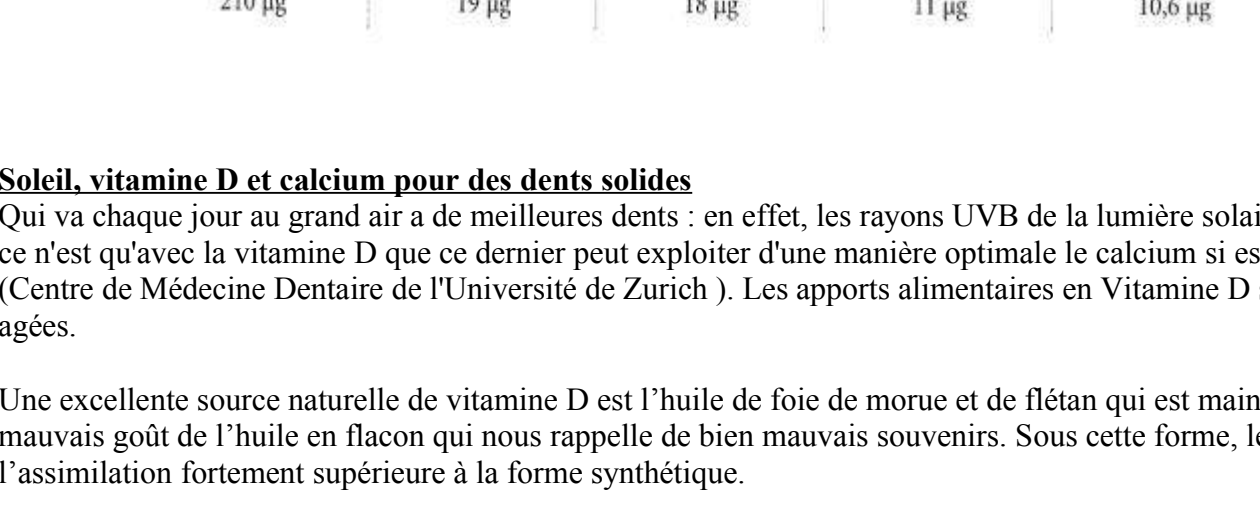 210 µg 19 µg 18 µg 11 µg 10,6 µg
Soleil, vitamine D et calcium pour des dents solides
Qui va chaque jour au grand air a de meilleures dents : en effet, les rayons UVB de la lumière solai
ce n'est qu'avec la vitamine D que ce dernier peut exploiter d'une manière optimale le calcium si es
(Centre de Médecine Dentaire de l'Université de Zurich ). Les apports alimentaires en Vitamine D
agées.
Une excellente source naturelle de vitamine D est l’huile de foie de morue et de flétan qui est main
mauvais goût de l’huile en flacon qui nous rappelle de bien mauvais souvenirs. Sous cette forme, le
l’assimilation fortement supérieure à la forme synthétique.